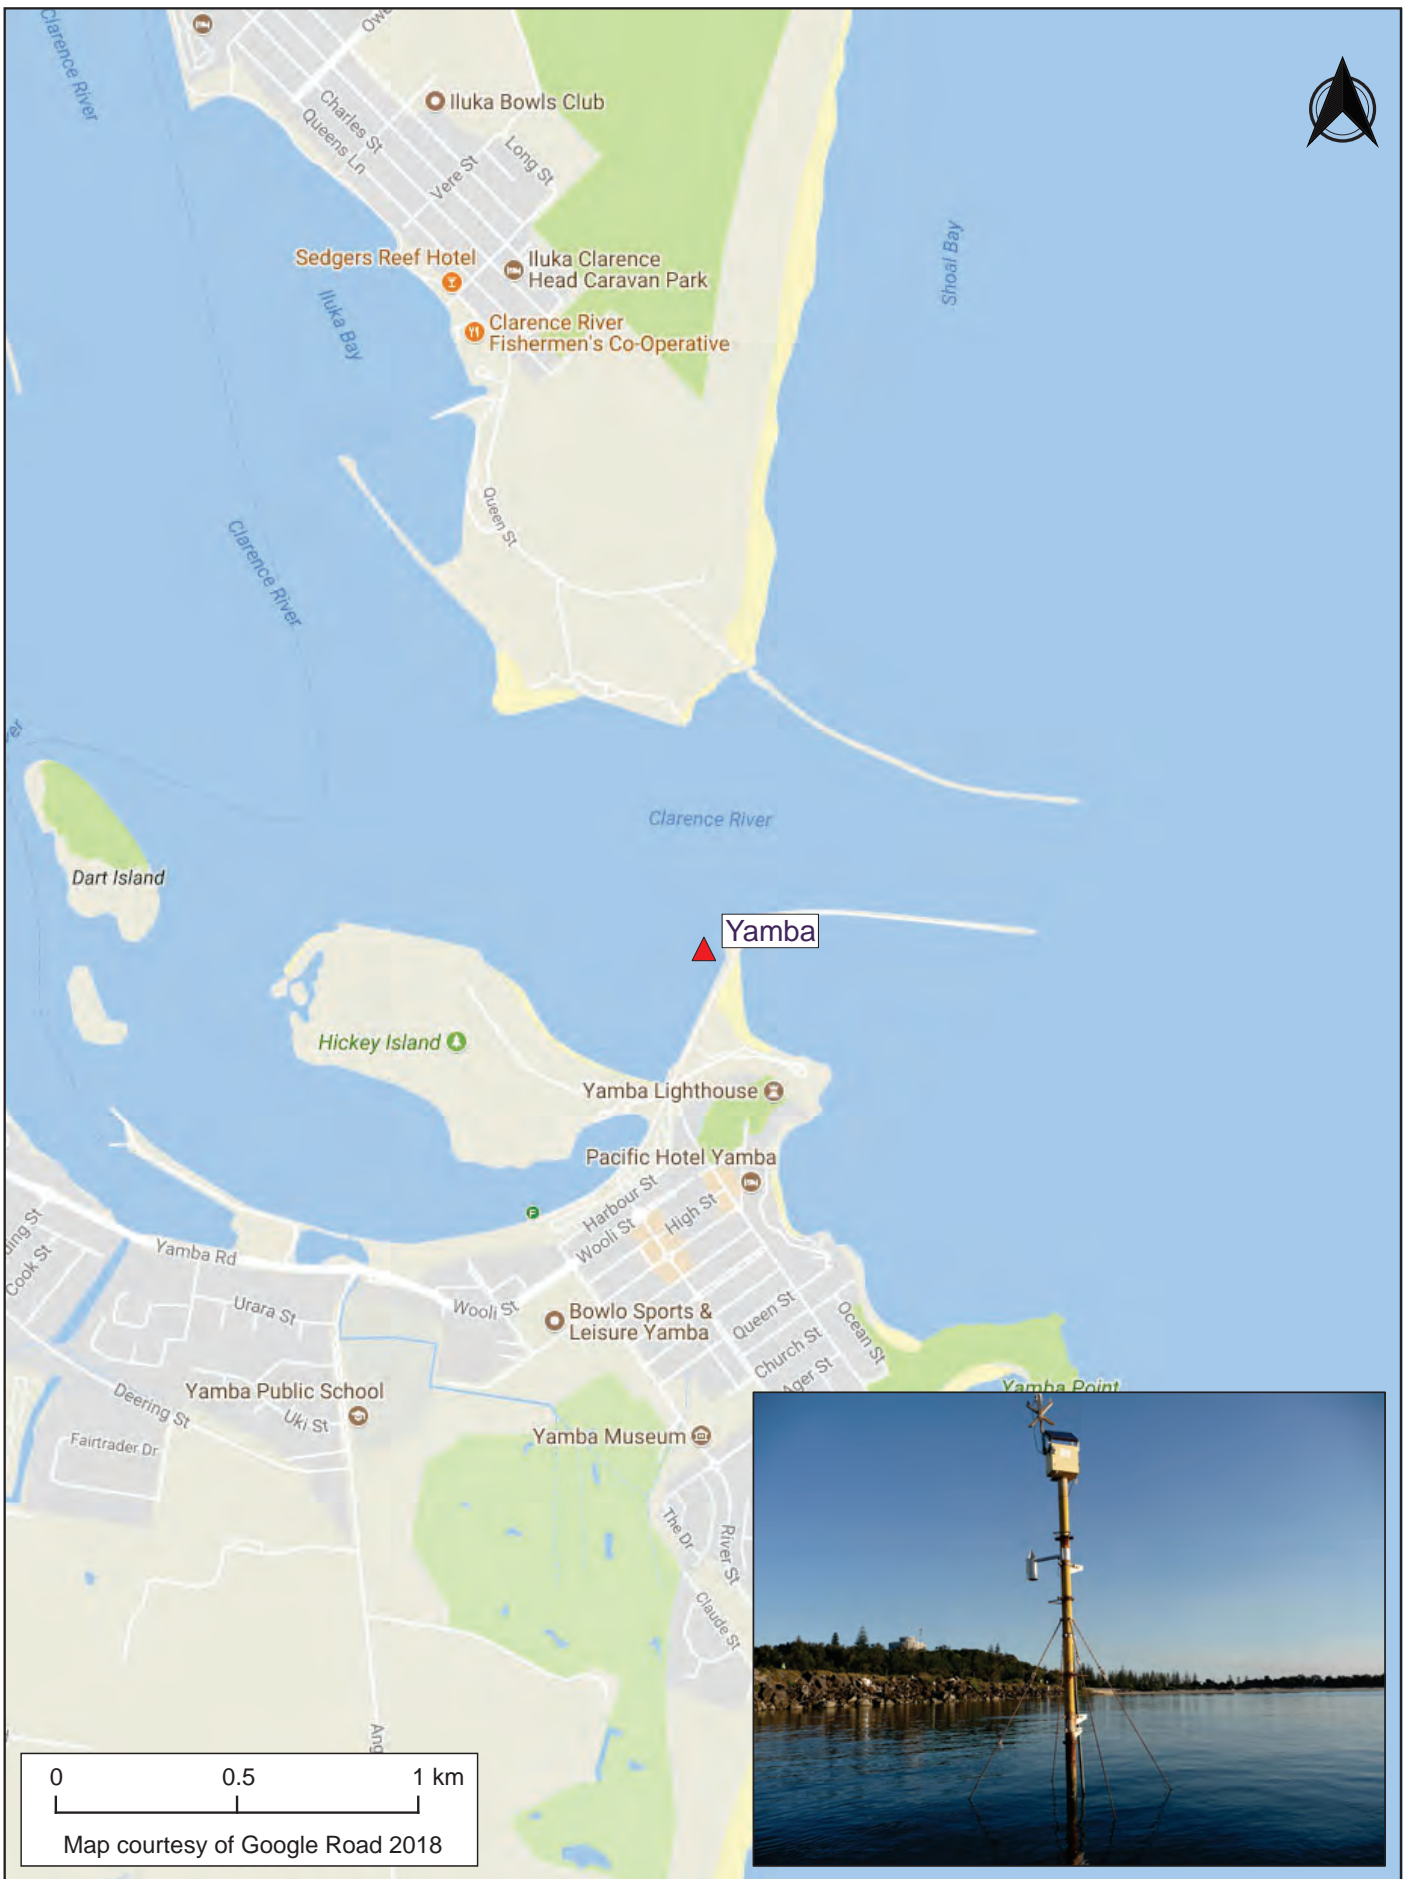 Clarence River
Iluka Bowls Club
Charles St
Queens Ln
Vere St
Long St
Shoal Bay
Sedgers Reef Hotel
Iluka Clarence
Head Caravan Park
Iluka Bay
Clarence River
Fishermen's Co-Operative
Queen St
Clarence River
Clarence River
Dart Island
Yamba
Hickey Island
Yamba Lighthouse
Pacific Hotel Yamba
Harbour St
Wooli St
High St
F
Yamba Rd
Cook St
Urara St
Wooli St
Bowlo Sports &
Leisure Yamba
Queen St
Ocean St
Church St
Ager St
Yamba Point
Yamba Public School
Deering St
Uki St
Fairtrader Dr
Yamba Museum
The Dr
River St
Claude St
Ang
0 0.5 1 km
Map courtesy of Google Road 2018